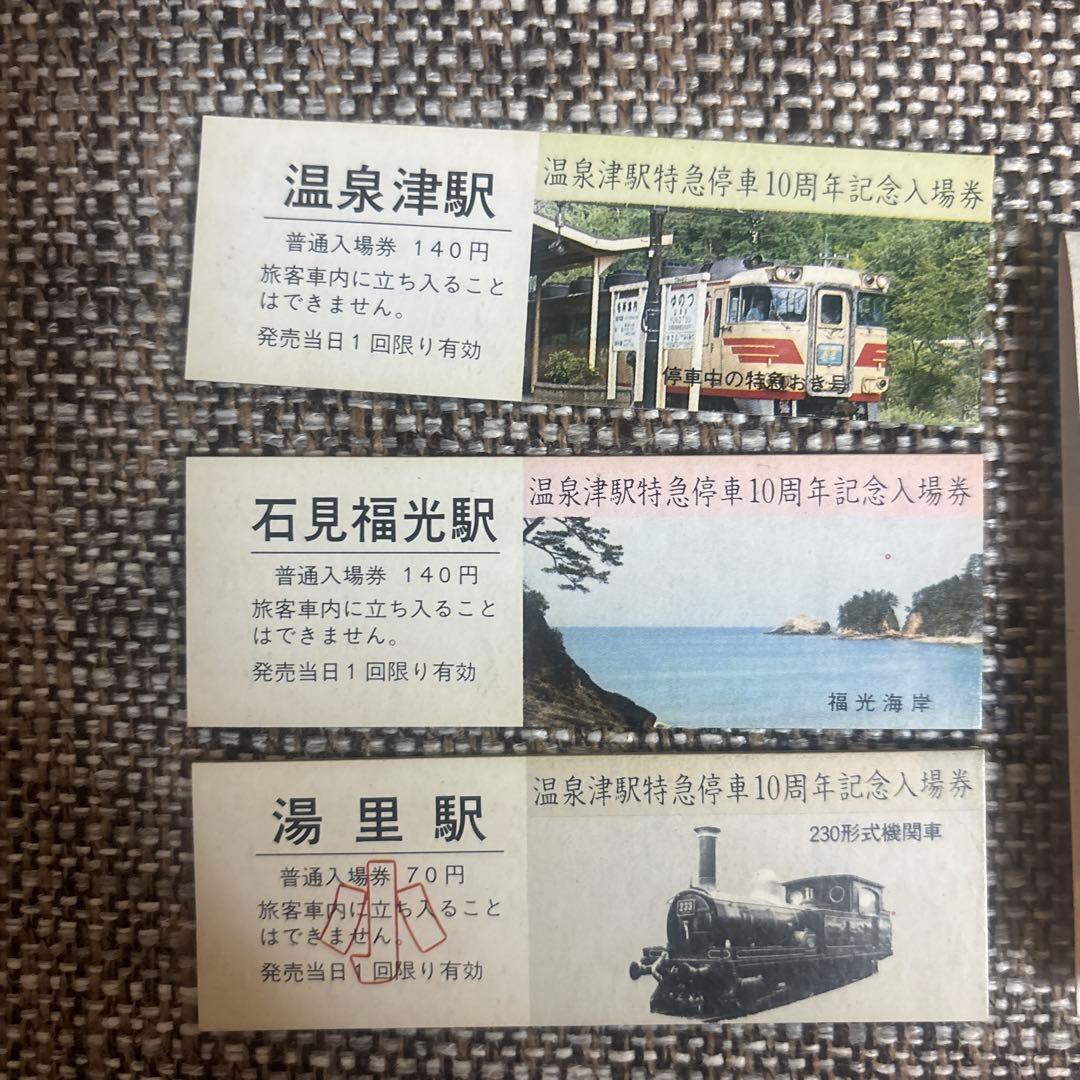 温泉津駅
普通入場券 140円
旅客車内に立ち入ること
はできません。
発売当日1回限り有効
温泉津駅特急停車10周年記念入場券
ゆのつ
停車中の特急おき号
石見福光駅
普通入場券 140円
旅客車内に立ち入ること
はできません。
発売当日1回限り有効
温泉津駅特急停車10周年記念入場券
福光海岸
湯里駅
普通入場券 70円
旅客車内に立ち入ること
はできません。
発売当日1回限り有効
小
温泉津駅特急停車10周年記念入場券
230形式機関車
233